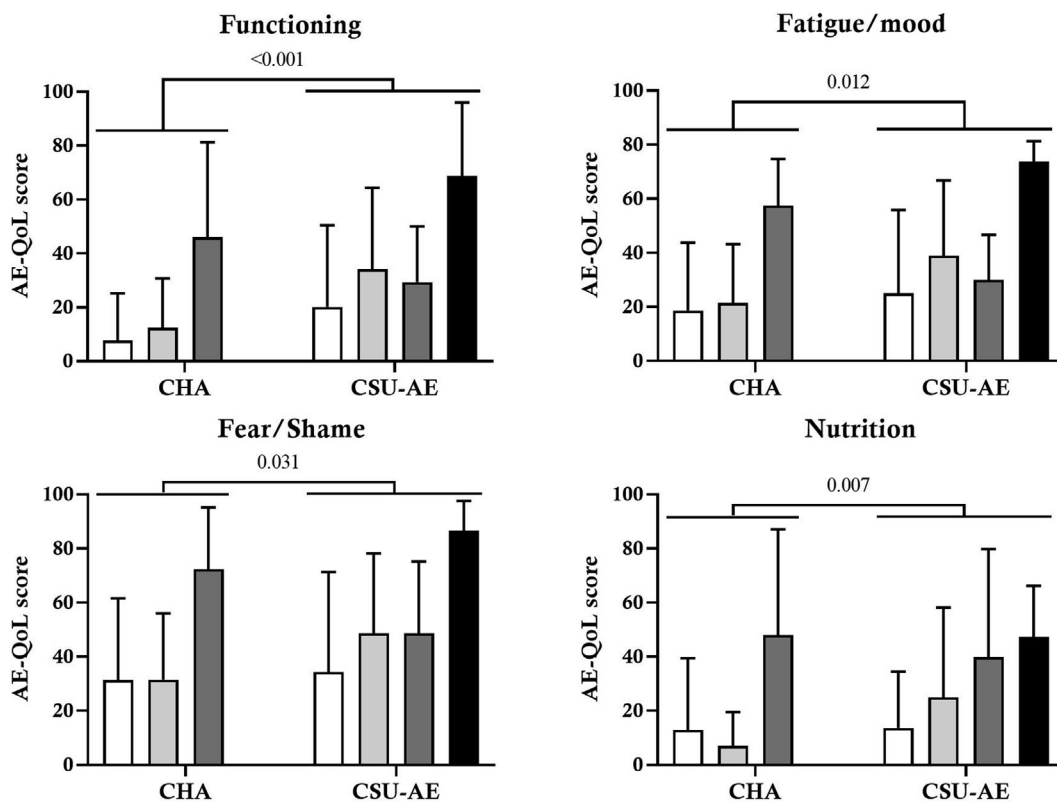 Functioning
<0.001
AE-QoL score
100
80
60
40
20
0
CHA
CSU-AE
Fatigue/mood
0.012
AE-QoL score
100
80
60
40
20
0
CHA
CSU-AE
Fear/Shame
0.031
AE-QoL score
100
80
60
40
20
0
CHA
CSU-AE
Nutrition
0.007
AE-QoL score
100
80
60
40
20
0
CHA
CSU-AE